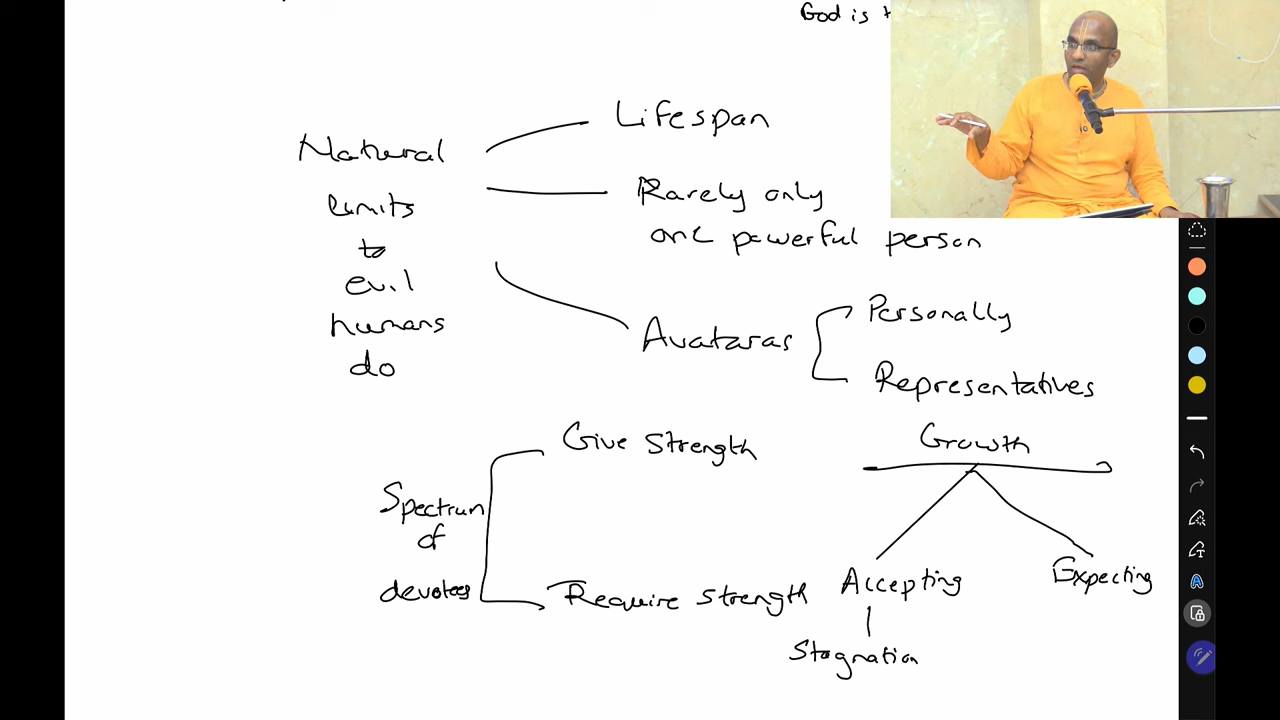 God is
Lifespan
Natural
limits
to
evil
humans
do
Rarely only
one powerful person
Avataras
Personally
Representatives
Give strength
Spectrum
of
devotees
Require strength
Growth
Accepting
Expecting
Stagnation